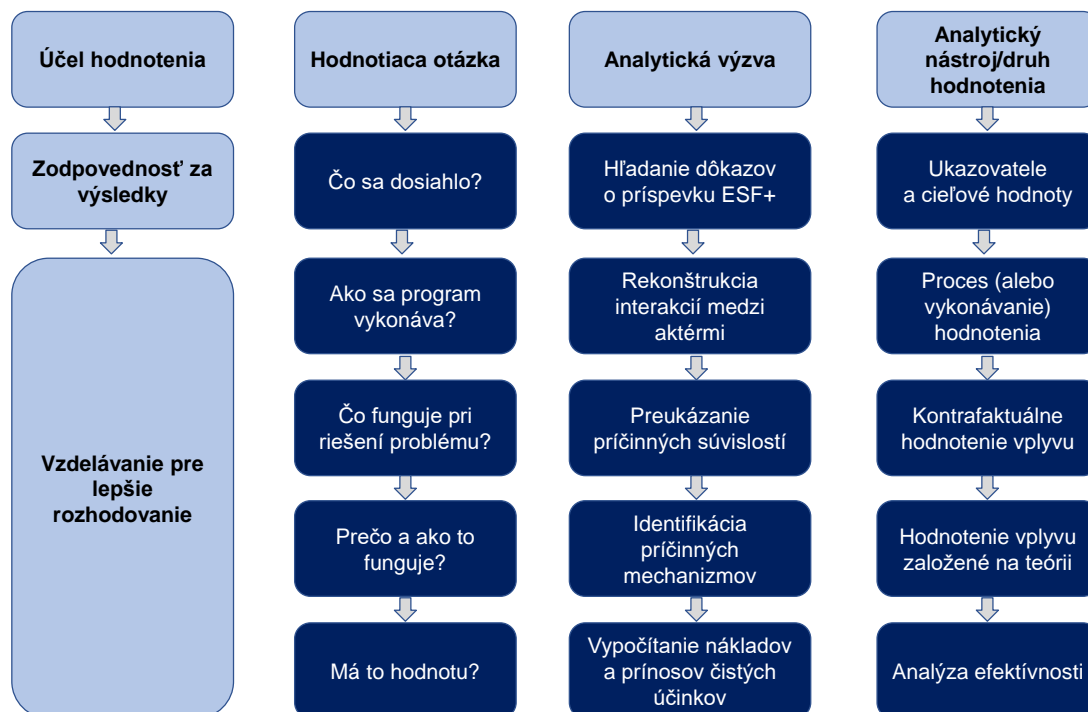 Účel hodnotenia
Hodnotiaca otázka
Analytická výzva
Analytický
nástroj/druh
hodnotenia
Zodpovednosť za
výsledky
Čo sa dosiahlo?
Hľadanie dôkazov
o príspevku ESF+
Ukazovatele
a cieľové hodnoty
Vzdelávanie pre
lepšie
rozhodovanie
Ako sa program
vykonáva?
Rekonštrukcia
interakcií medzi
aktérmi
Proces (alebo
vykonávanie)
hodnotenia
Čo funguje pri
riešení problému?
Preukázanie
príčinných súvislostí
Kontrafaktuálne
hodnotenie vplyvu
Prečo a ako to
funguje?
Identifikácia
príčinných
mechanizmov
Hodnotenie vplyvu
založené na teórii
Má to hodnotu?
Vypočítanie nákladov
a prínosov čistých
účinkov
Analýza efektívnosti